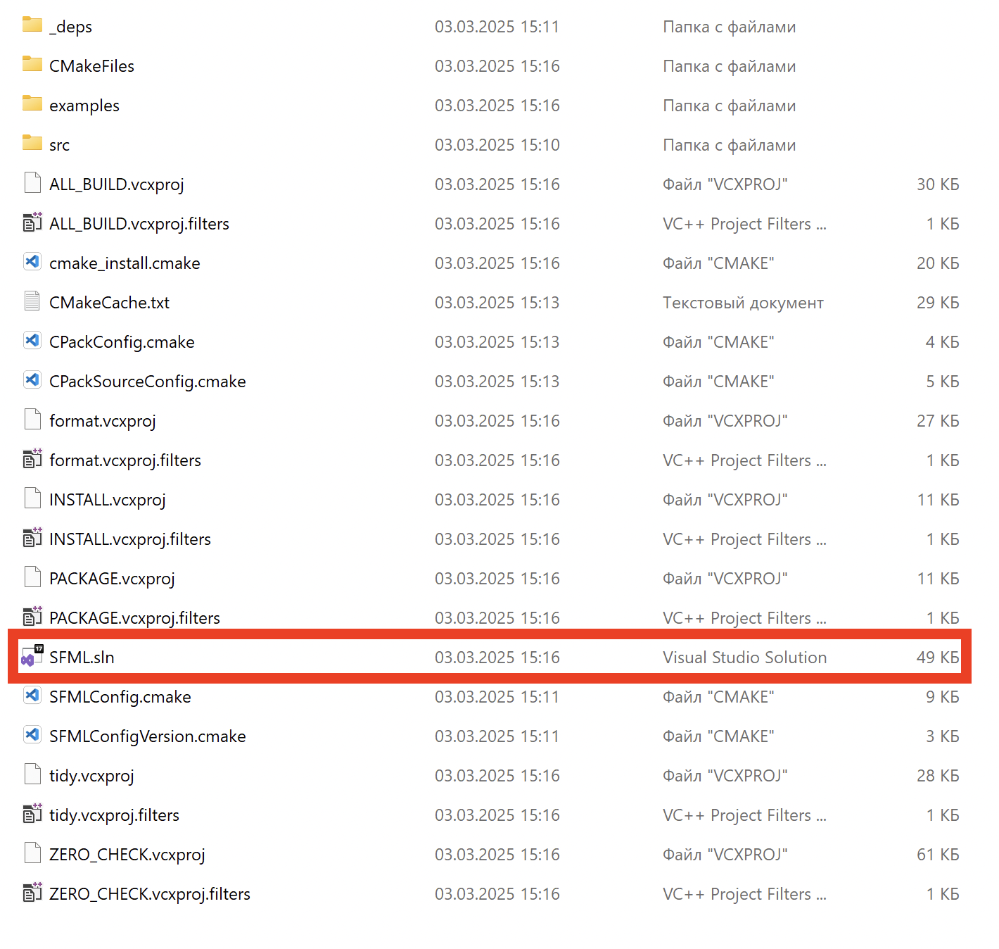 _deps 03.03.2025 15:11 Папка с файлами
CMakeFiles 03.03.2025 15:16 Папка с файлами
examples 03.03.2025 15:16 Папка с файлами
src 03.03.2025 15:10 Папка с файлами
ALL_BUILD.vcxproj 03.03.2025 15:16 Файл "VCXPROJ" 30 КБ
ALL_BUILD.vcxproj.filters 03.03.2025 15:16 VC++ Project Filters ... 1 КБ
cmake_install.cmake 03.03.2025 15:16 Файл "CMAKE" 20 КБ
CMakeCache.txt 03.03.2025 15:13 Текстовый документ 29 КБ
CPackConfig.cmake 03.03.2025 15:13 Файл "CMAKE" 4 КБ
CPackSourceConfig.cmake 03.03.2025 15:13 Файл "CMAKE" 5 КБ
format.vcxproj 03.03.2025 15:16 Файл "VCXPROJ" 27 КБ
format.vcxproj.filters 03.03.2025 15:16 VC++ Project Filters ... 1 КБ
INSTALL.vcxproj 03.03.2025 15:16 Файл "VCXPROJ" 11 КБ
INSTALL.vcxproj.filters 03.03.2025 15:16 VC++ Project Filters ... 1 КБ
PACKAGE.vcxproj 03.03.2025 15:16 Файл "VCXPROJ" 11 КБ
PACKAGE.vcxproj.filters 03.03.2025 15:16 VC++ Project Filters ... 1 КБ
17 SFML.sln 03.03.2025 15:16 Visual Studio Solution 49 КБ
SFMLConfig.cmake 03.03.2025 15:11 Файл "CMAKE" 9 КБ
SFMLConfigVersion.cmake 03.03.2025 15:11 Файл "CMAKE" 3 КБ
tidy.vcxproj 03.03.2025 15:16 Файл "VCXPROJ" 28 КБ
tidy.vcxproj.filters 03.03.2025 15:16 VC++ Project Filters ... 1 КБ
ZERO_CHECK.vcxproj 03.03.2025 15:16 Файл "VCXPROJ" 61 КБ
ZERO_CHECK.vcxproj.filters 03.03.2025 15:16 VC++ Project Filters ... 1 КБ